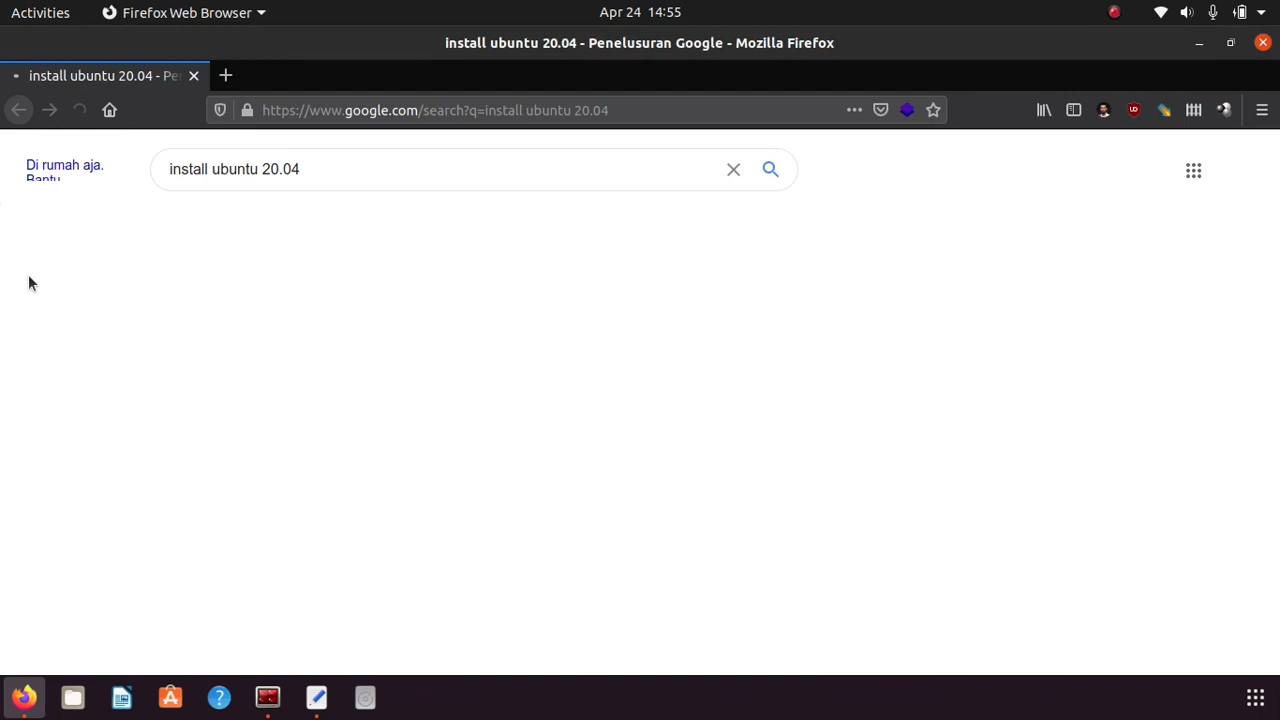 Activities
Firefox Web Browser
Apr 24 14:55
install ubuntu 20.04 - Penelusuran Google - Mozilla Firefox
install ubuntu 20.04 - Pe
https://www.google.com/search?q=install ubuntu 20.04
Di rumah aja.
Bantu
install ubuntu 20.04